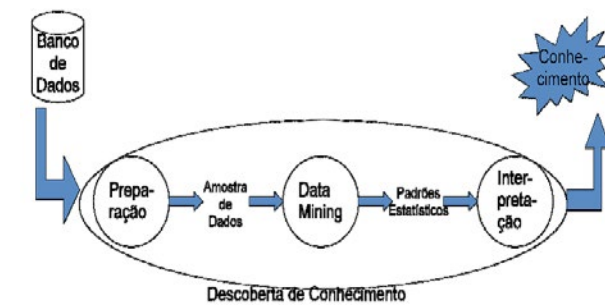 Banco
de
Dados
Conhe-
cimento
Prepa-
ração
Amostra
de
Dados
Data
Mining
Padrões
Estatísticos
Inter-
preta-
ção
Descoberta de Conhecimento